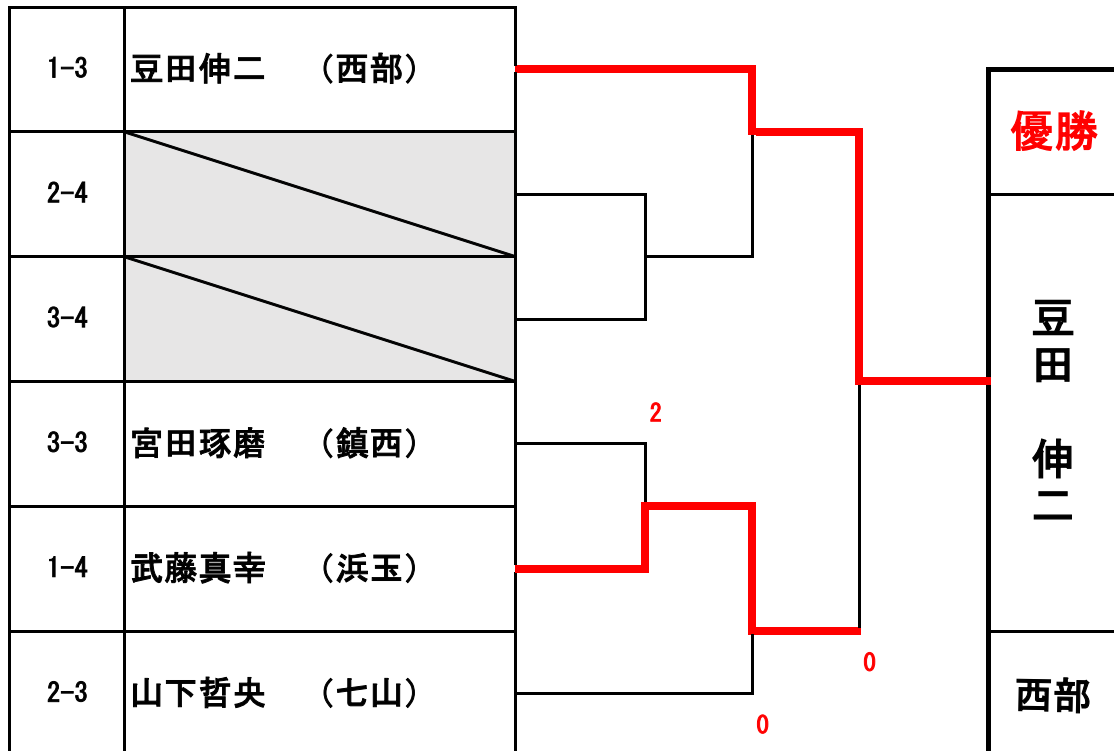 1-3 豆田伸二 （西部）
2-4
3-4
3-3 宮田琢磨 （鎮西）
1-4 武藤真幸 （浜玉）
2-3 山下哲央 （七山）
2
0
0
優勝
豆田 伸二
西部